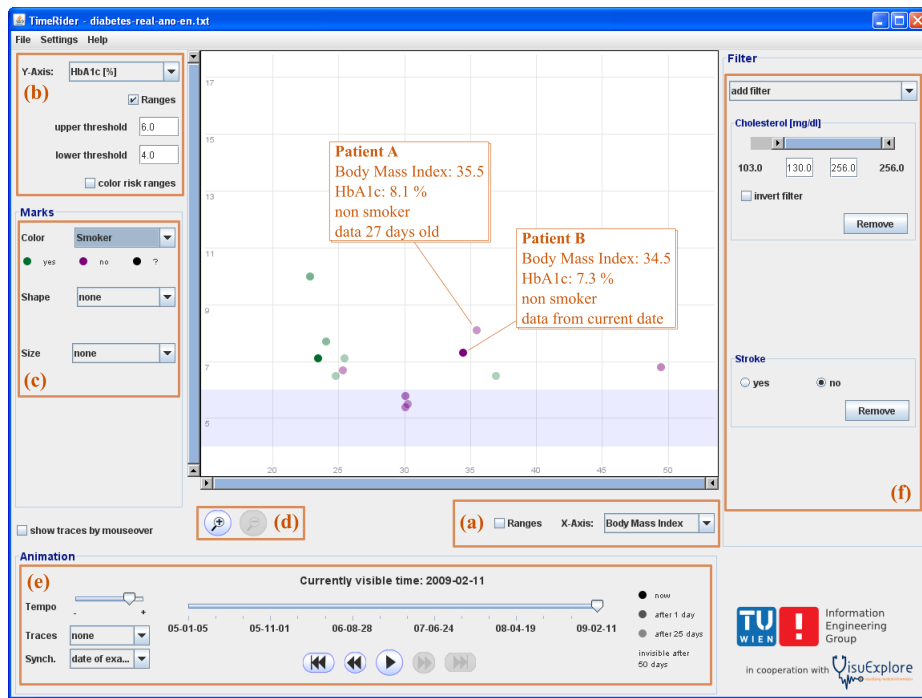 TimeRider - diabetes-real-ano-en.txt
File Settings Help
Y-Axis: HbA1c [%]
(b)
Ranges
upper threshold 6.0
lower threshold 4.0
color risk ranges
Marks
Color Smoker
yes no ?
Shape none
Size none
(c)
17
15
13
11
9
7
5
20 25 30 35 40 45 50
Patient A
Body Mass Index: 35.5
HbA1c: 8.1 %
non smoker
data 27 days old
Patient B
Body Mass Index: 34.5
HbA1c: 7.3 %
non smoker
data from current date
Filter
add filter
Cholesterol [mg/dl]
103.0 130.0 256.0 256.0
invert filter
Remove
Stroke
yes no
Remove
(f)
show traces by mouseover
(d)
(a) Ranges X-Axis: Body Mass Index
Animation
(e)
Currently visible time: 2009-02-11
Tempo
- +
05-01-05 05-11-01 06-08-28 07-06-24 08-04-19 09-02-11
Traces none
Synch. date of exa...
now
after 1 day
after 25 days
invisible after
50 days
TU
WIEN
!
Information
Engineering
Group
in cooperation with VisuExplore